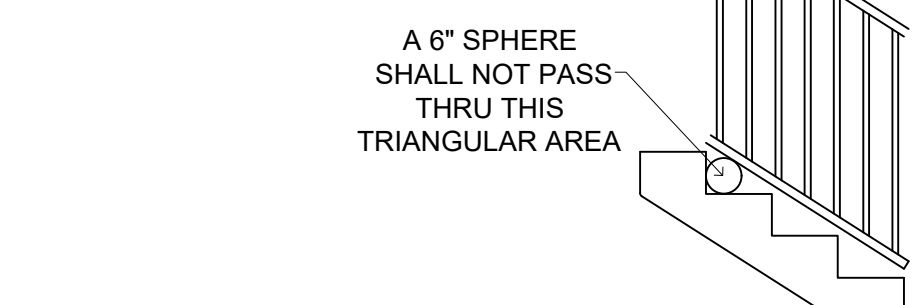 A 6" SPHERE
SHALL NOT PASS
THRU THIS
TRIANGULAR AREA